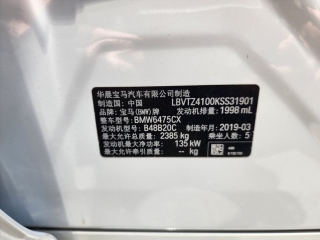 华晨宝马汽车有限公司制造
制造国：中国 LBVTZ4100KSS31901
品牌：宝马(BMW) 发动机排量：1998 mL
整车型号：BMW6475CX
发动机型号：B48B20C 制造年月：2019-03
最大允许总质量：2385 kg 乘坐人数：5
发动机最大净功率：135 kW
最大允许牵引质量：-- kg